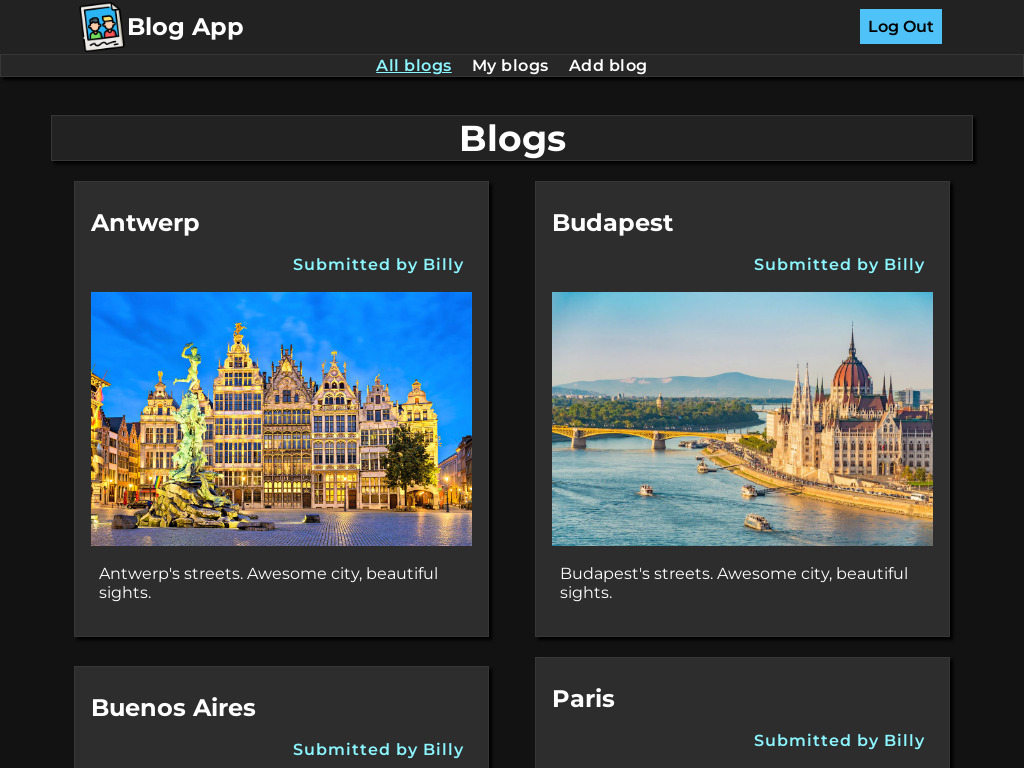 Blog App
Log Out
All blogs
My blogs
Add blog
Blogs
Antwerp
Submitted by Billy
Antwerp's streets. Awesome city, beautiful
sights.
Budapest
Submitted by Billy
Budapest's streets. Awesome city, beautiful
sights.
Buenos Aires
Submitted by Billy
Paris
Submitted by Billy